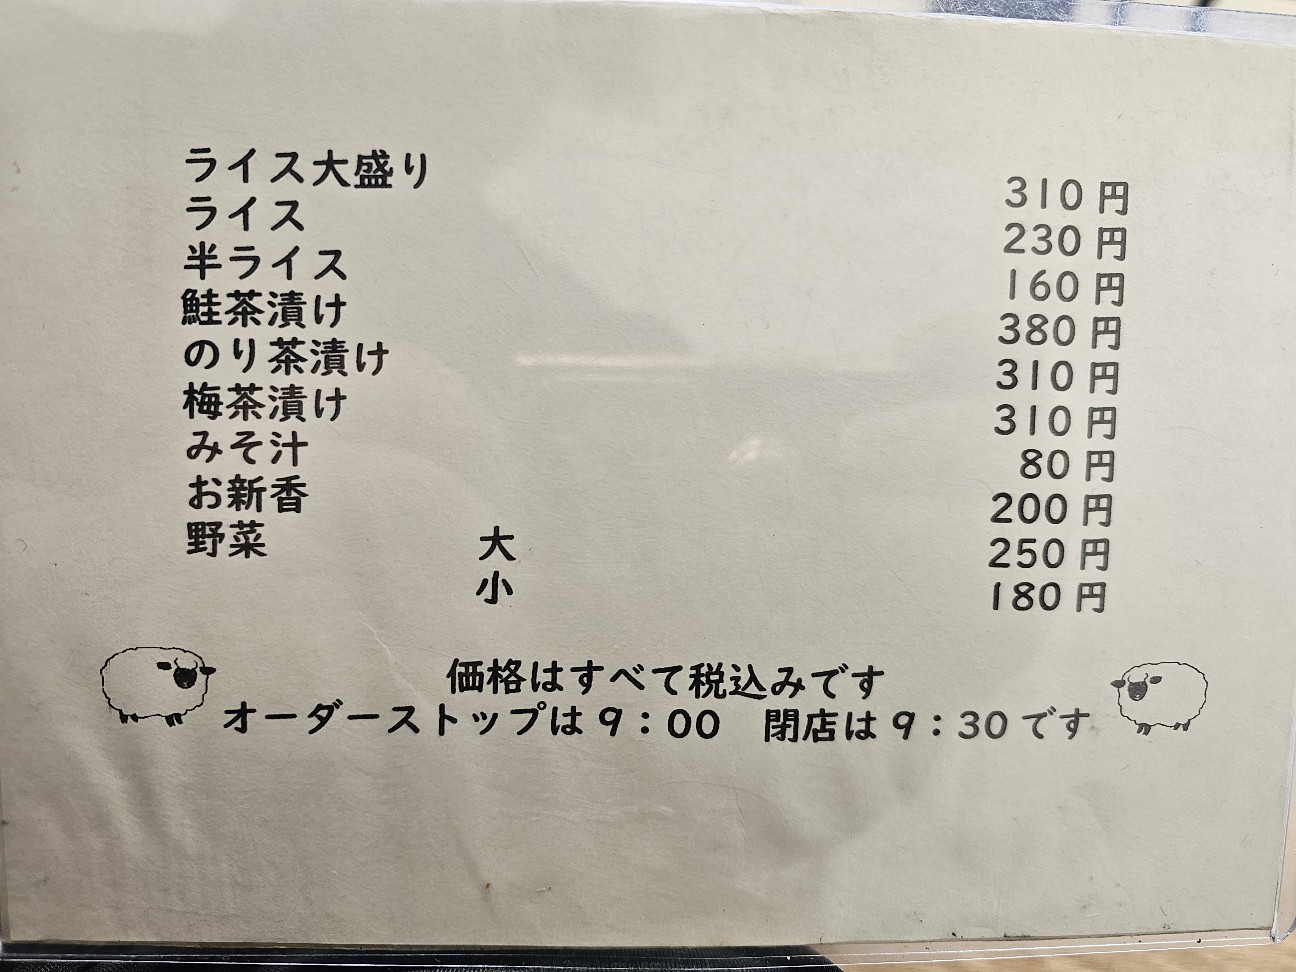 ライス大盛り 310円
ライス 230円
半ライス 160円
鮭茶漬け 380円
のり茶漬け 310円
梅茶漬け 310円
みそ汁 80円
お新香 200円
野菜 大 250円
小 180円
価格はすべて税込みです
オーダーストップは9:00 閉店は9:30です